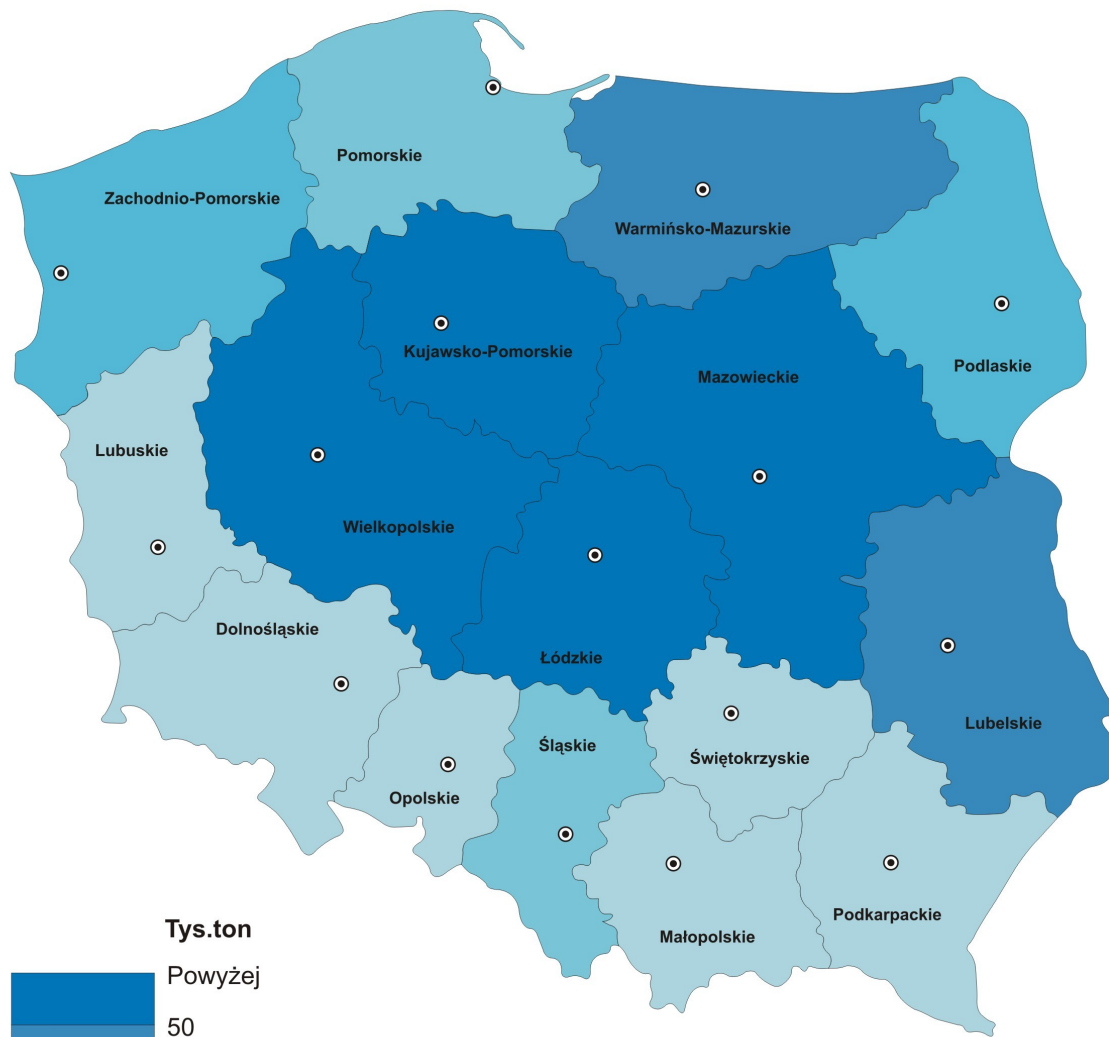 Pomorskie
Zachodnio-Pomorskie
Warmińsko-Mazurskie
Kujawsko-Pomorskie
Mazowieckie
Podlaskie
Lubuskie
Wielkopolskie
Dolnośląskie
Łódzkie
Lubelskie
Śląskie
Świętokrzyskie
Opolskie
Podkarpackie
Małopolskie
Tys.ton
Powyżej
50